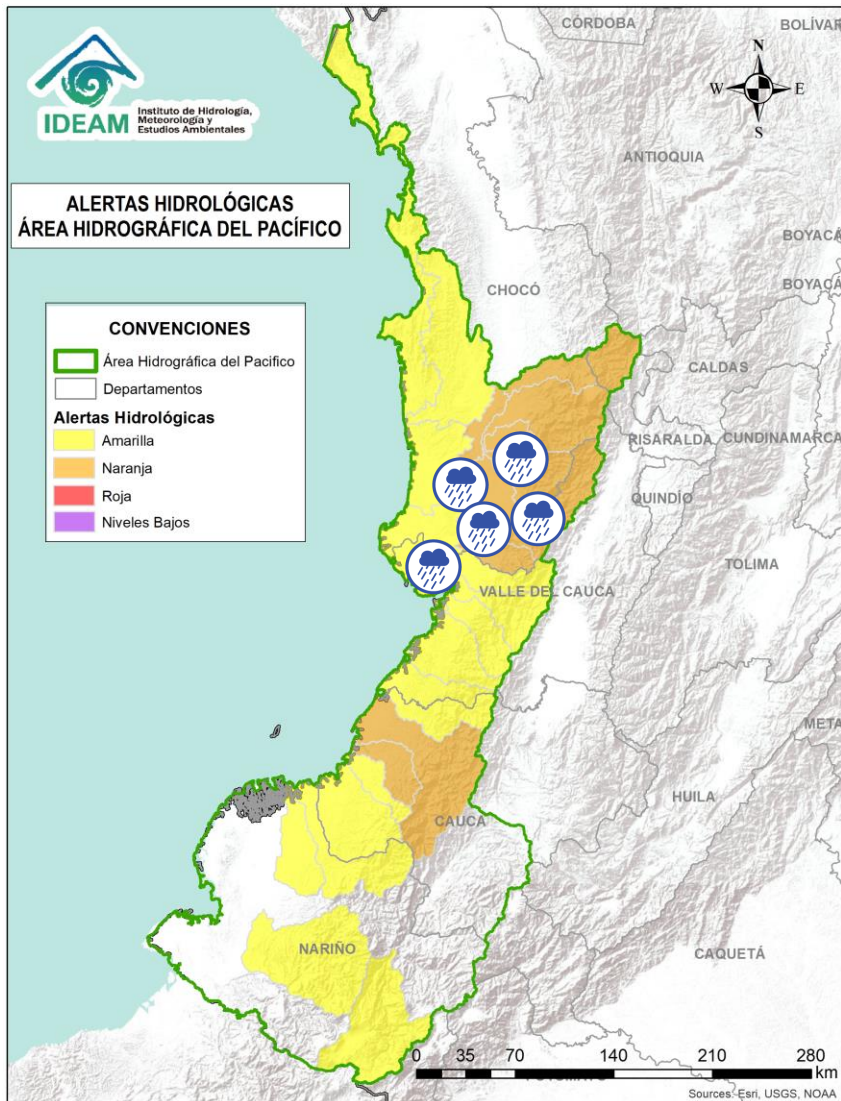 CÓRDOBA
BOLÍVAR
N
W
E
S
IDEAM
Instituto de Hidrología,
Meteorología y
Estudios Ambientales
ANTIOQUIA
ALERTAS HIDROLÓGICAS
ÁREA HIDROGRÁFICA DEL PACÍFICO
BOYACÁ
BOYACÁ
CHOCÓ
CONVENCIONES
Área Hidrográfica del Pacifico
Departamentos
Alertas Hidrológicas
Amarilla
Naranja
Roja
Niveles Bajos
CALDAS
RISARALDA
CUNDINAMARCA
QUINDÍO
TOLIMA
VALLE DEL CAUCA
META
HUILA
CAUCA
NARIÑO
CAQUETÁ
0 35 70 140 210 280
km
Sources: Esri, USGS, NOAA